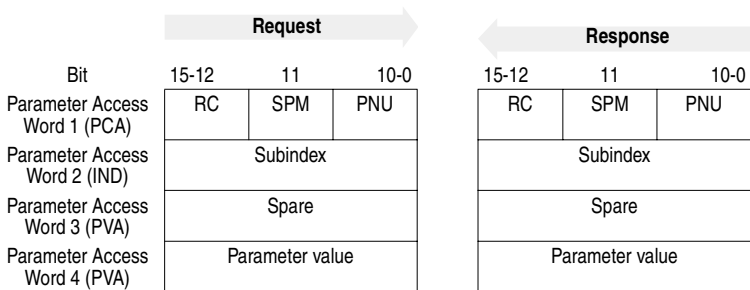 Request Response
Bit 15-12 11 10-0 15-12 11 10-0
Parameter Access Word 1 (PCA) RC SPM PNU RC SPM PNU
Parameter Access Word 2 (IND) Subindex Subindex
Parameter Access Word 3 (PVA) Spare Spare
Parameter Access Word 4 (PVA) Parameter value Parameter value